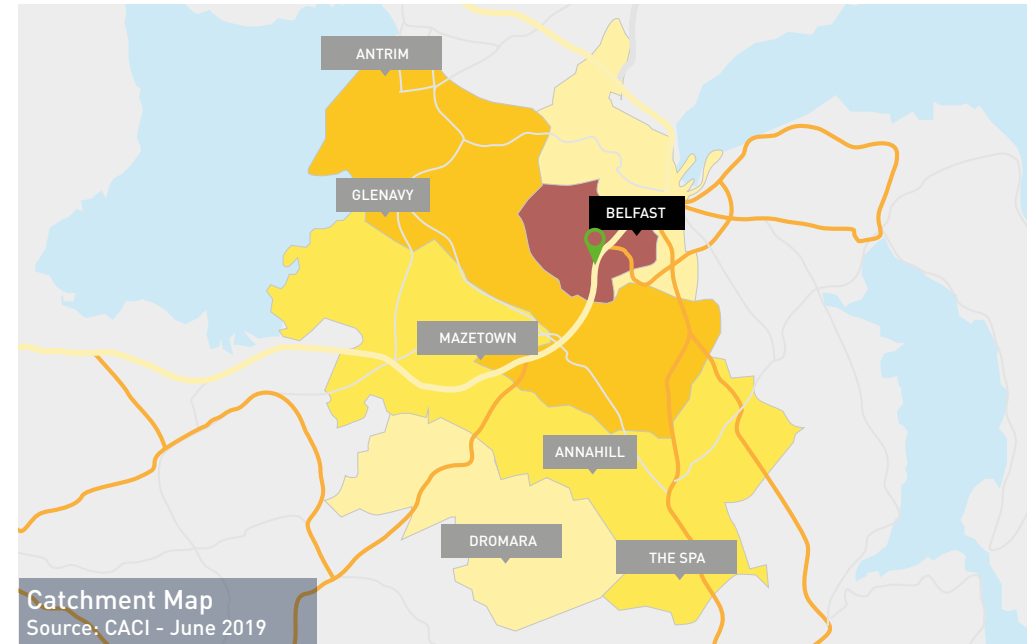 ANTRIM
GLENAVY
BELFAST
MAZETOWN
ANNAHILL
DROMARA
THE SPA
Catchment Map
Source: CACI - June 2019